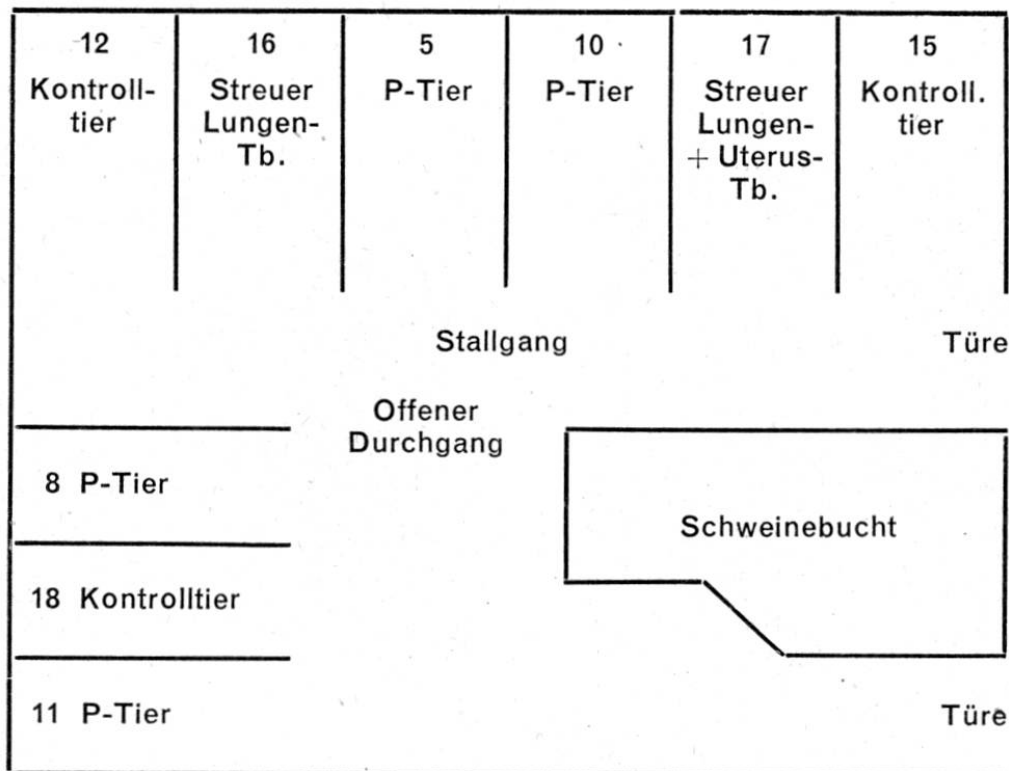 12
Kontroll-
tier
16
Streuer
Lungen-
Tb.
5
P-Tier
10
P-Tier
17
Streuer
Lungen-
+ Uterus-
Tb.
15
Kontroll.
tier
Stallgang
Türe
Offener
Durchgang
8 P-Tier
Schweinebucht
18 Kontrolltier
11 P-Tier
Türe